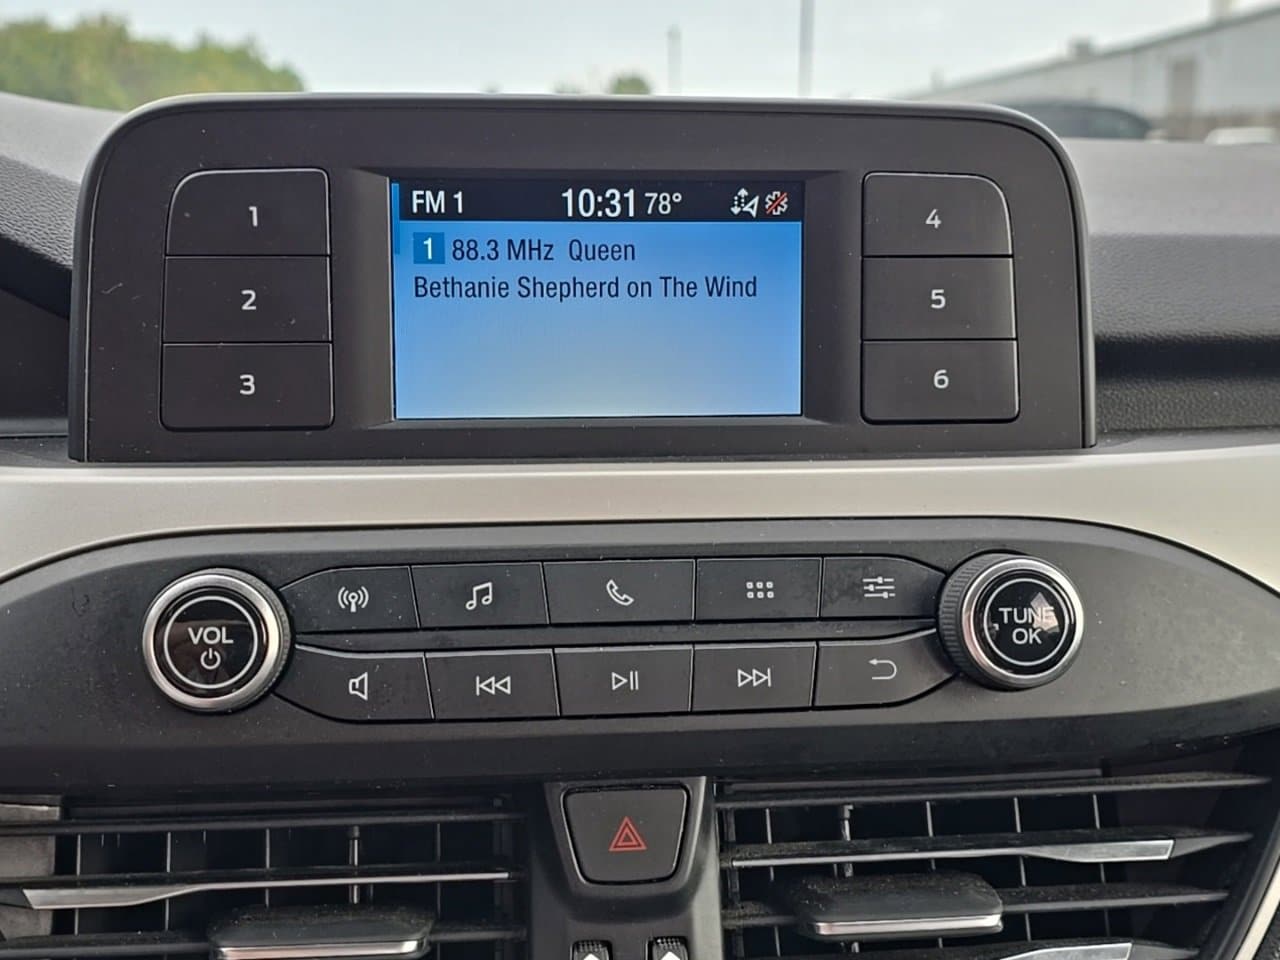 FM 1 10:31 78°
1 88.3 MHz Queen
Bethanie Shepherd on The Wind
1
2
3
4
5
6
VOL
TUNE
OK